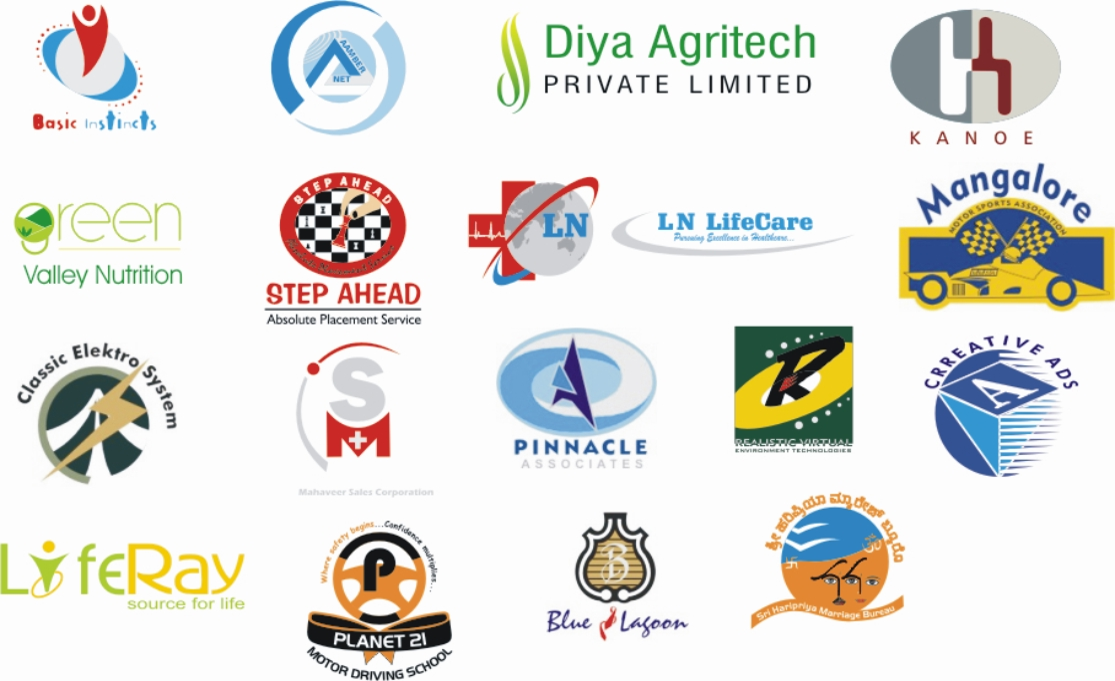 Basic Instincts
AAMBER
NET
Diya Agritech
PRIVATE LIMITED
KANOE
green
Valley Nutrition
STEP AHEAD
STEP AHEAD
Absolute Placement Service
LN
LN LifeCare
Pursuing Excellence in Healthcare...
Mangalore
MOTOR SPORTS ASSOCIATION
Classic Elektro System
S
M
Mahaveer Sales Corporation
PINNACLE
ASSOCIATES
R
REALISTIC VIRTUAL
ENVIRONMENT TECHNOLOGIES
CRREATIVE ADS
A
LifeRay
source for life
Where safety begins...Confidence multiplies...
P
PLANET 21
MOTOR DRIVING SCHOOL
B
Blue Lagoon
ಶ್ರೀ ಹರಿಪ್ರಿಯಾ ಮ್ಯಾರೇಜ್ ಬ್ಯೂರೊ
Sri Haripriya Marriage Bureau